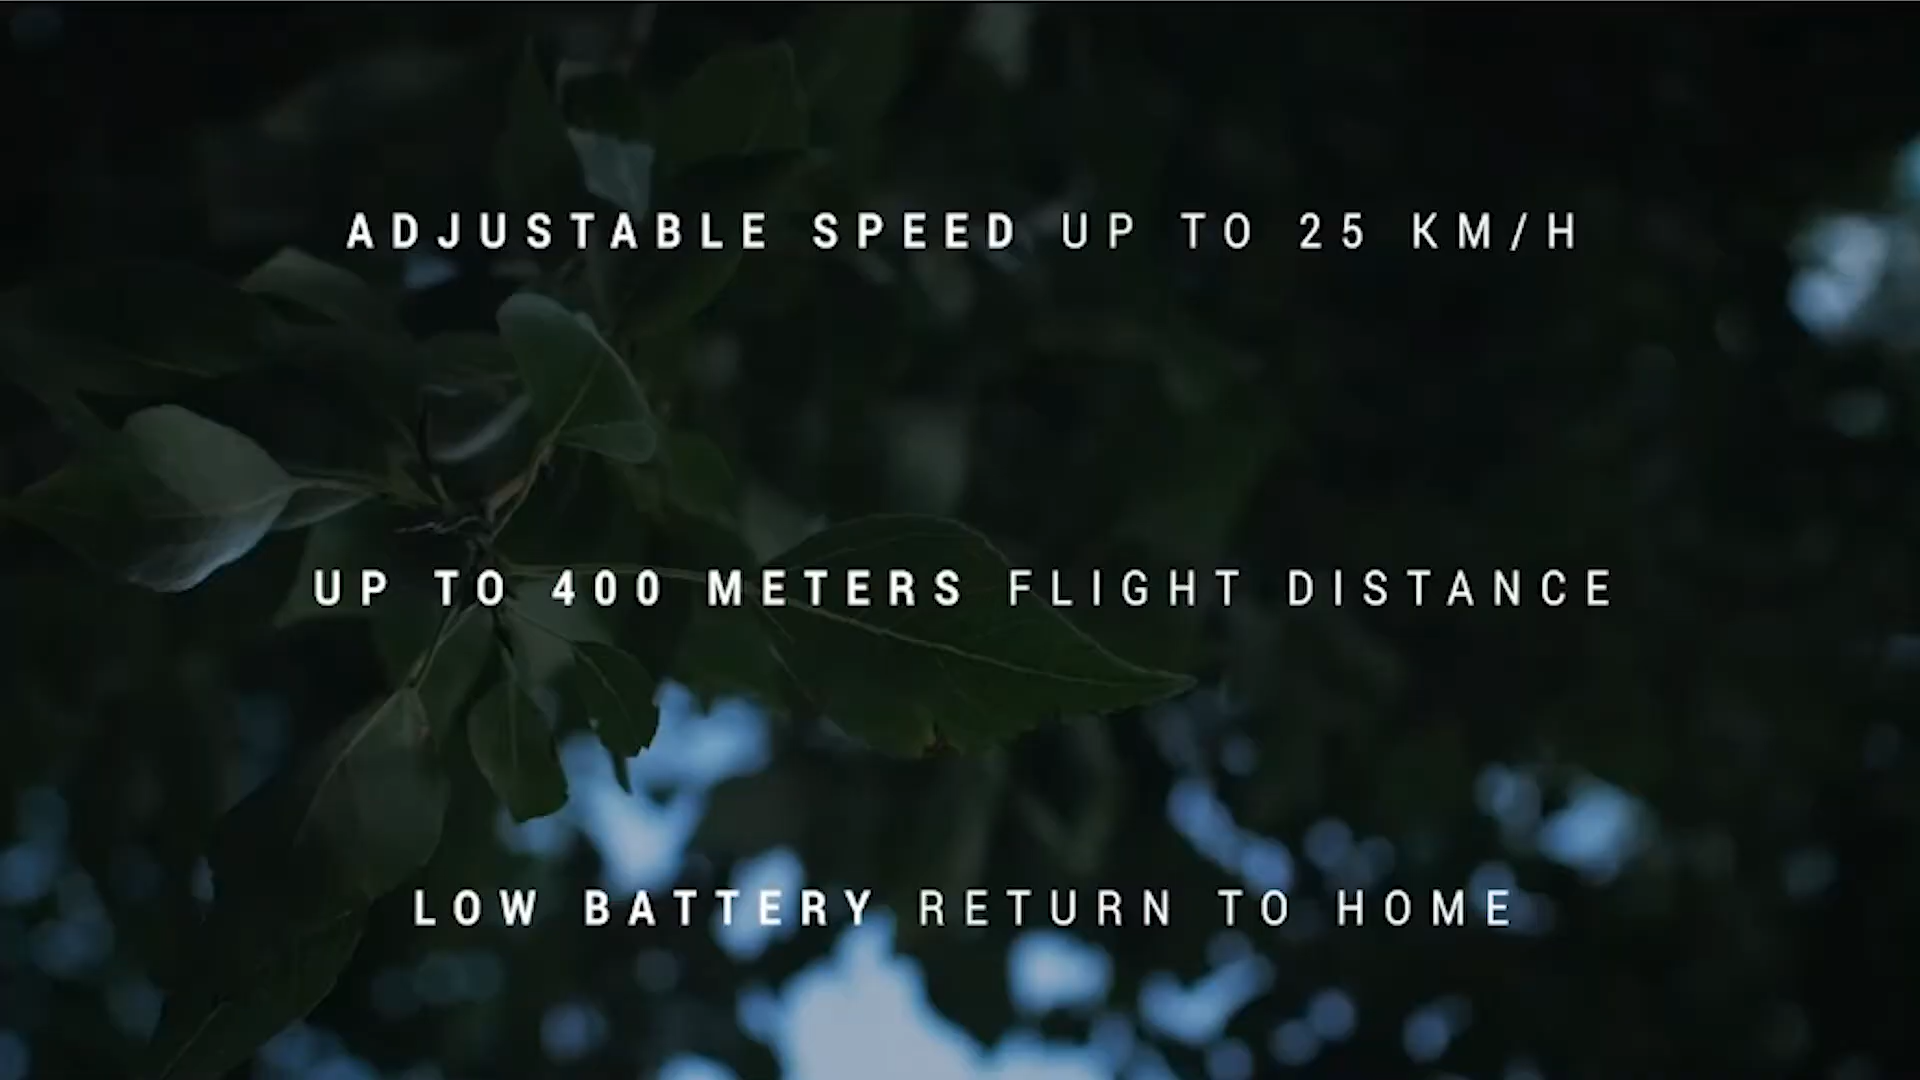 ADJUSTABLE SPEED UP TO 25 KM/H
UP TO 400 METERS FLIGHT DISTANCE
LOW BATTERY RETURN TO HOME